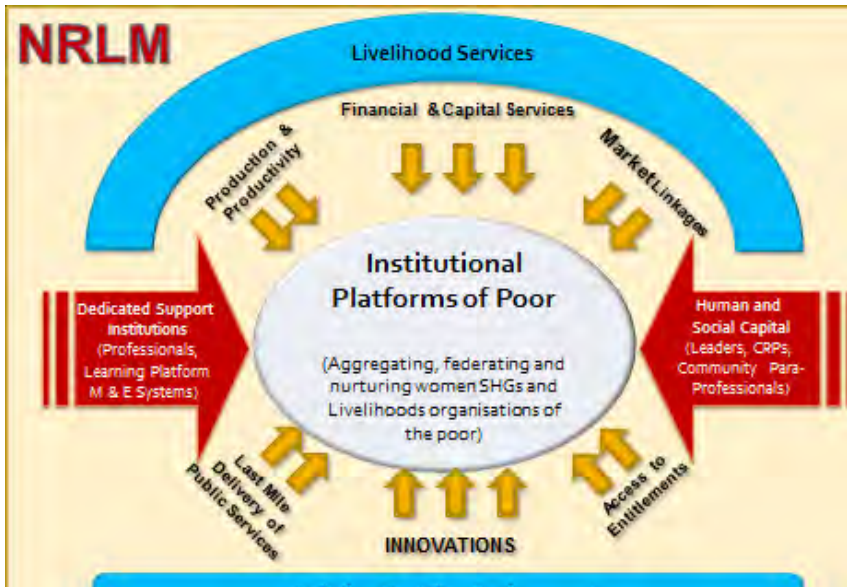 NRLM
Livelihood Services
Financial & Capital Services
Production &
Productivity
Market Linkages
Institutional
Platforms of Poor
(Aggregating, federating and
nurturing women SHGs and
Livelihoods organisations of
the poor)
Dedicated Support
Institutions
(Professionals,
Learning Platform
M & E Systems)
Human and
Social Capital
(Leaders, CRPs,
Community Para-
Professionals)
Last Mile
Delivery of
Public Services
INNOVATIONS
Access to
Entitlements